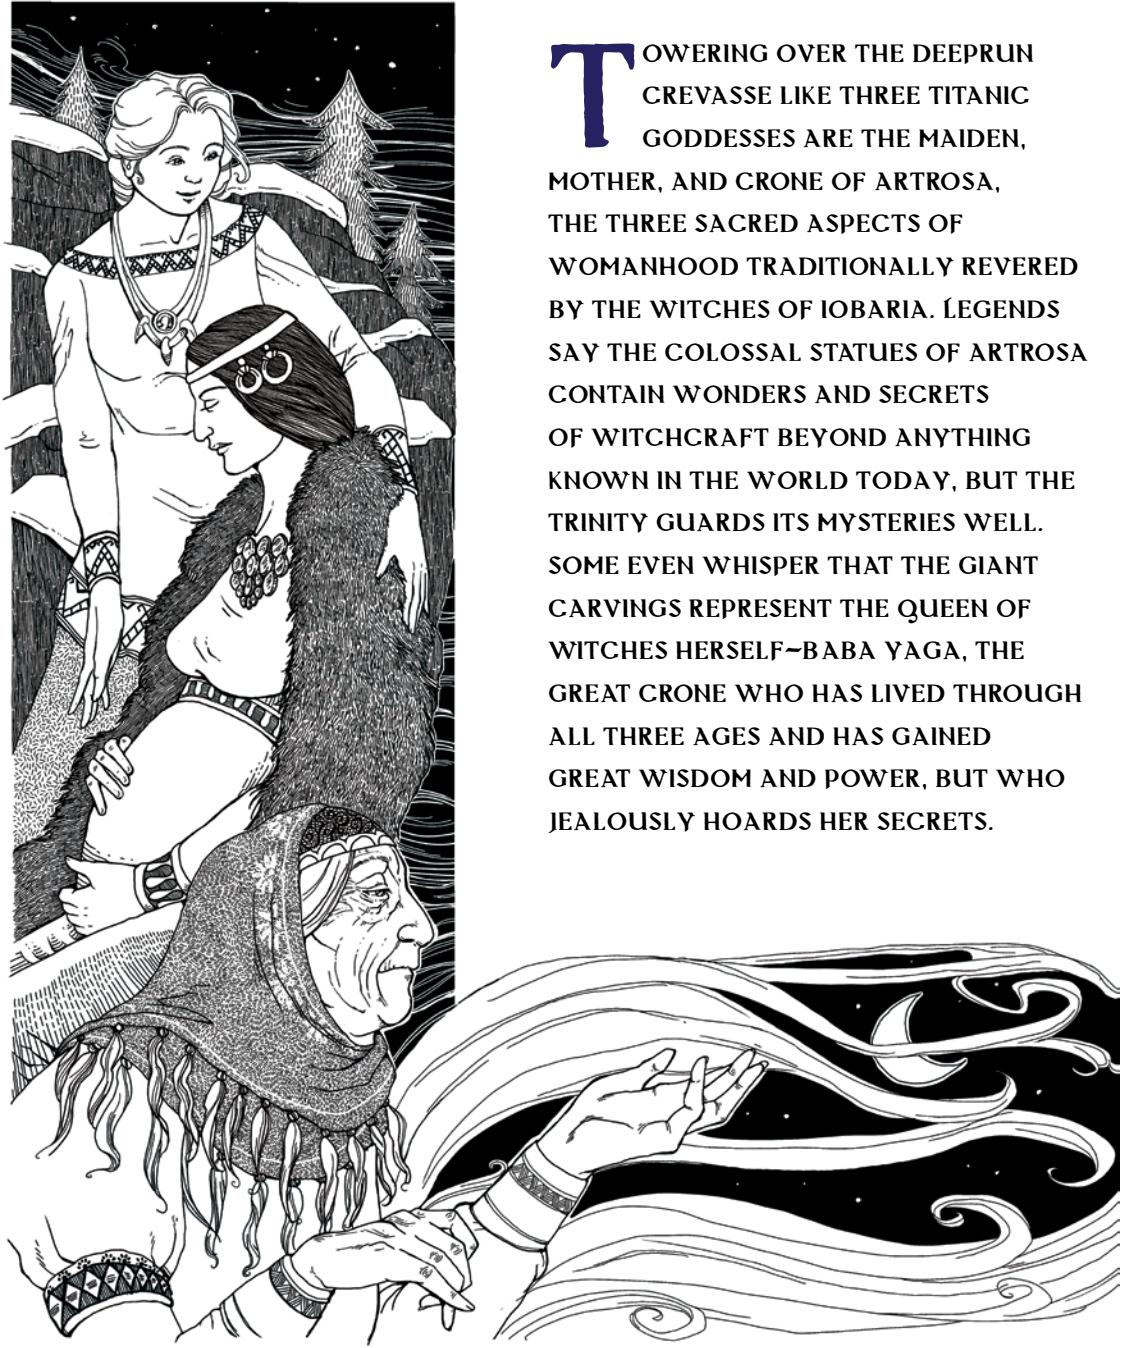 TOWERING OVER THE DEEPRUN
CREVASSE LIKE THREE TITANIC
GODDESSES ARE THE MAIDEN,
MOTHER, AND CRONE OF ARTROSA,
THE THREE SACRED ASPECTS OF
WOMANHOOD TRADITIONALLY REVERED
BY THE WITCHES OF IOBARIA. LEGENDS
SAY THE COLOSSAL STATUES OF ARTROSA
CONTAIN WONDERS AND SECRETS
OF WITCHCRAFT BEYOND ANYTHING
KNOWN IN THE WORLD TODAY, BUT THE
TRINITY GUARDS ITS MYSTERIES WELL.
SOME EVEN WHISPER THAT THE GIANT
CARVINGS REPRESENT THE QUEEN OF
WITCHES HERSELF—BABA YAGA, THE
GREAT CRONE WHO HAS LIVED THROUGH
ALL THREE AGES AND HAS GAINED
GREAT WISDOM AND POWER, BUT WHO
JEALOUSLY HOARDS HER SECRETS.